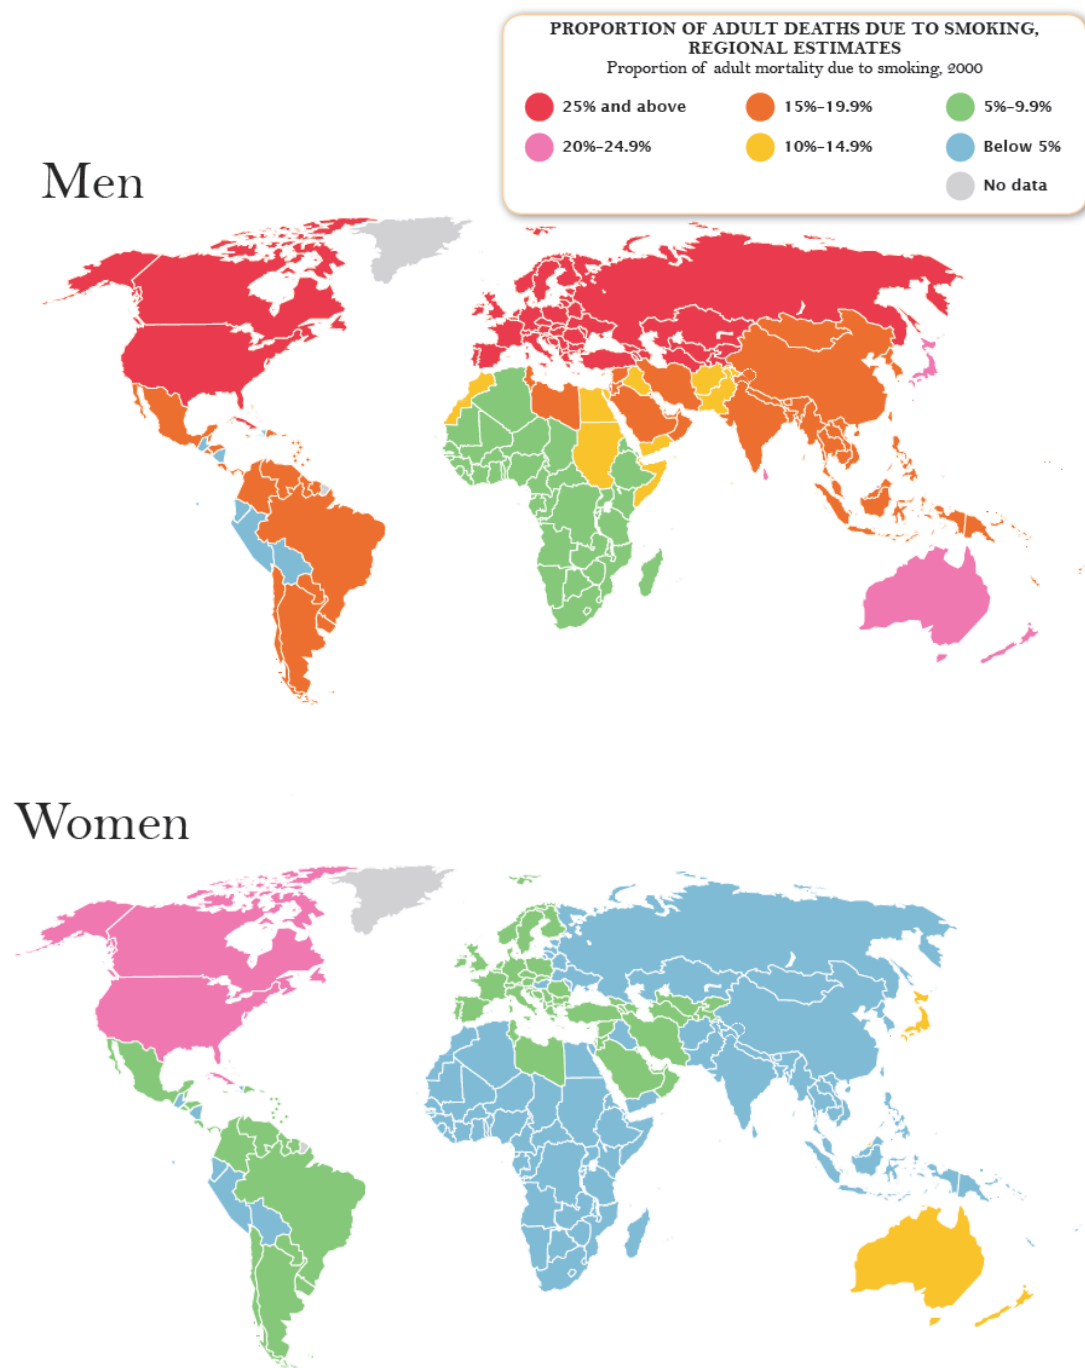 PROPORTION OF ADULT DEATHS DUE TO SMOKING,
REGIONAL ESTIMATES
Proportion of adult mortality due to smoking, 2000
25% and above
15%–19.9%
5%–9.9%
20%–24.9%
10%–14.9%
Below 5%
No data
Men
Women